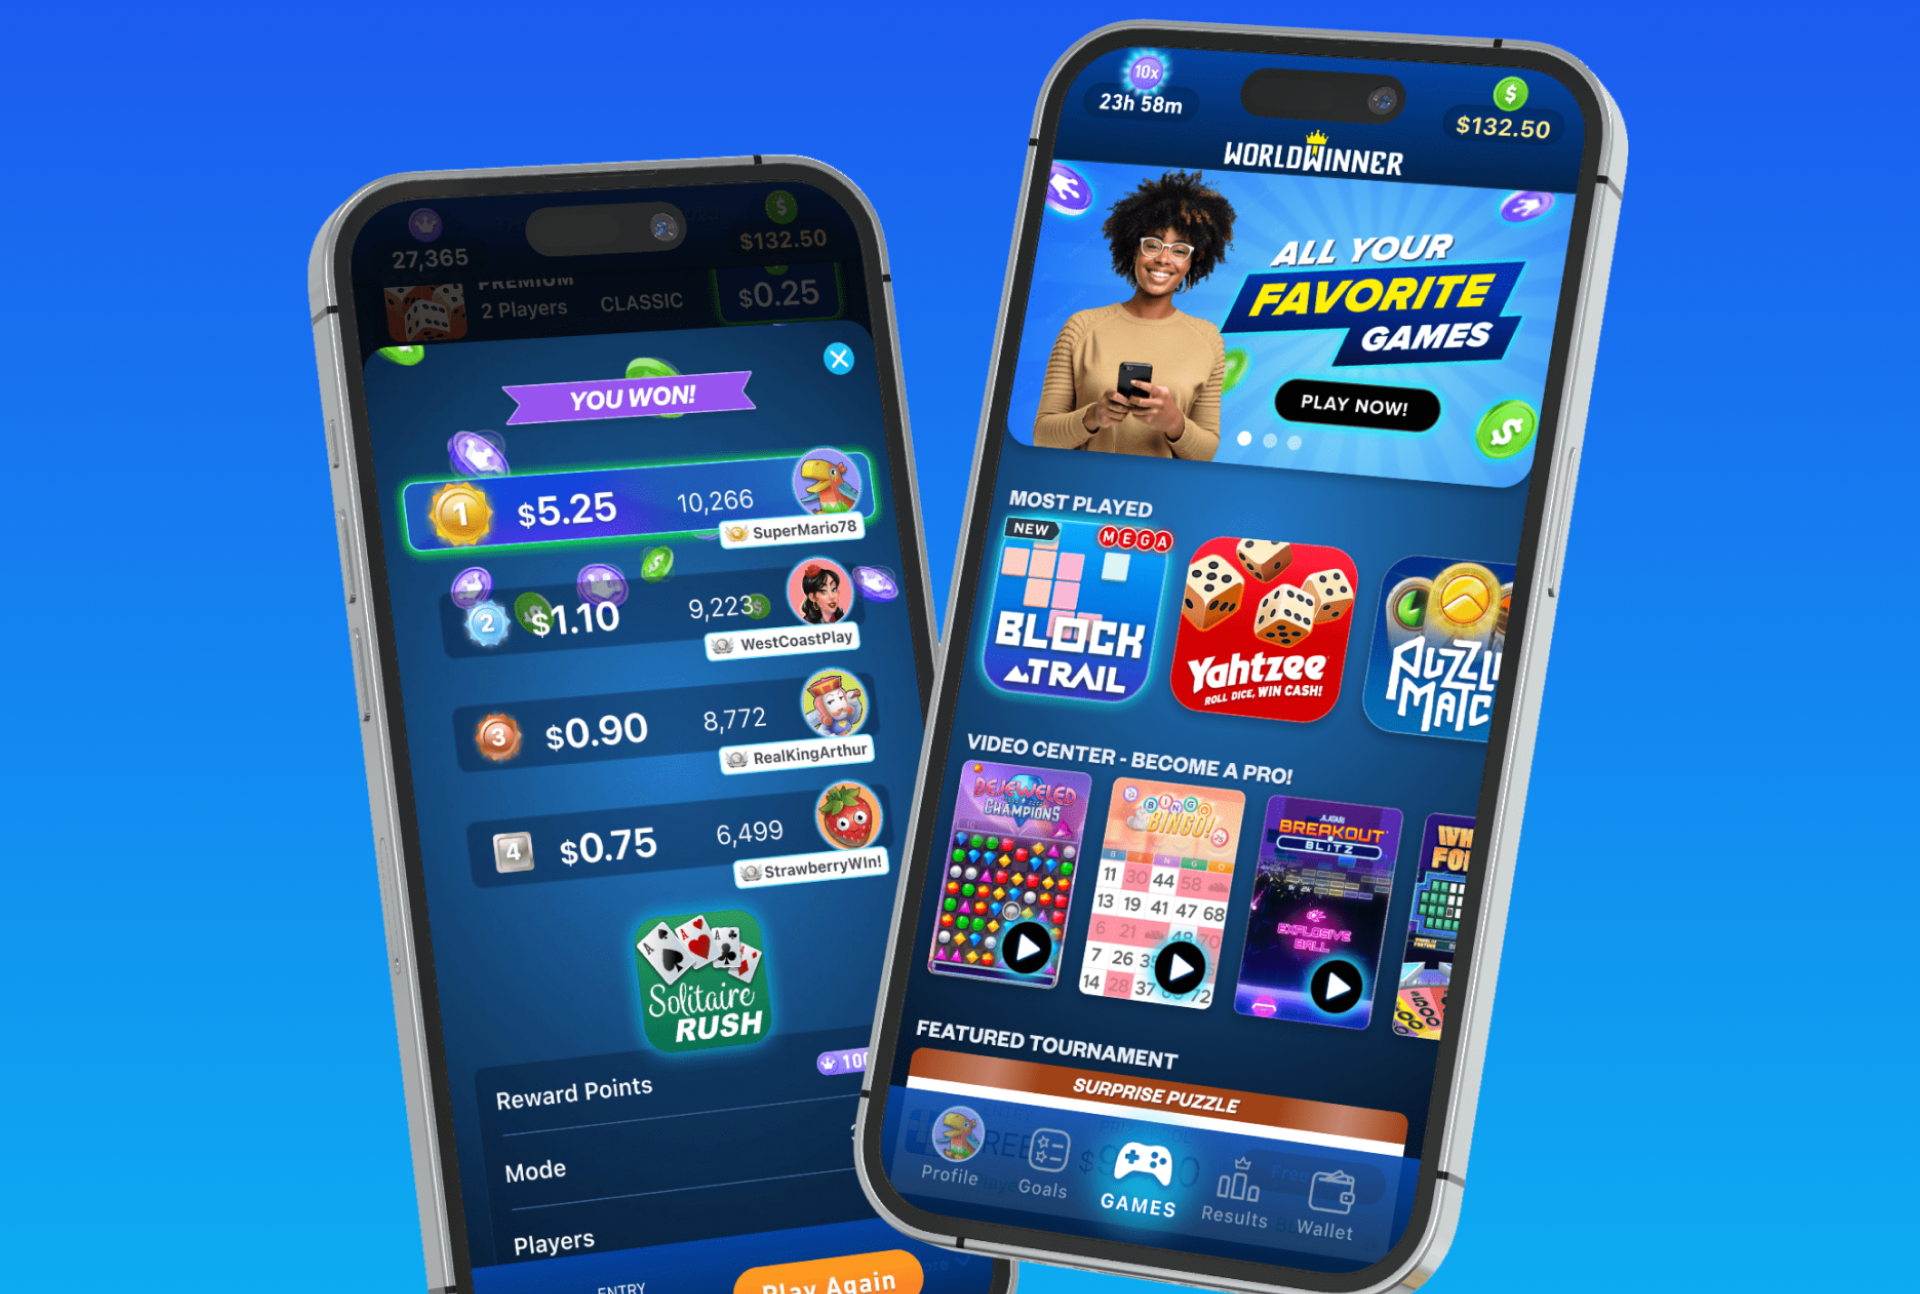 27,365
$132.50
PREMIUM
2 Players
CLASSIC
$0.25
YOU WON!
1
$5.25
10,266
SuperMario78
2
$1.10
9,223
WestCoastPlay
3
$0.90
8,772
RealKingArthur
4
$0.75
6,499
StrawberryWIn!
A A A
Solitaire
RUSH
Reward Points
100
Mode
Players
ENTRY
Play Again
10x
23h 58m
$132.50
WORLDWINNER
ALL YOUR
FAVORITE
GAMES
PLAY NOW!
MOST PLAYED
NEW
MEGA
BLOCK
TRAIL
Yahtzee
ROLL DICE, WIN CASH!
PUZZL
MATC
VIDEO CENTER - BECOME A PRO!
BEJEWELED
CHAMPIONS
BINGO
BINGO!
B I N G O
11 30 44 58
13 19 41 47 68
6 21 48 70
7 26
14 28 37 72
ATARI
BREAKOUT
BLITZ
EXPLOSIVE
BALL
FEATURED TOURNAMENT
SURPRISE PUZZLE
ENTRY
FREE
Profile
Goals
GAMES
Results
Wallet